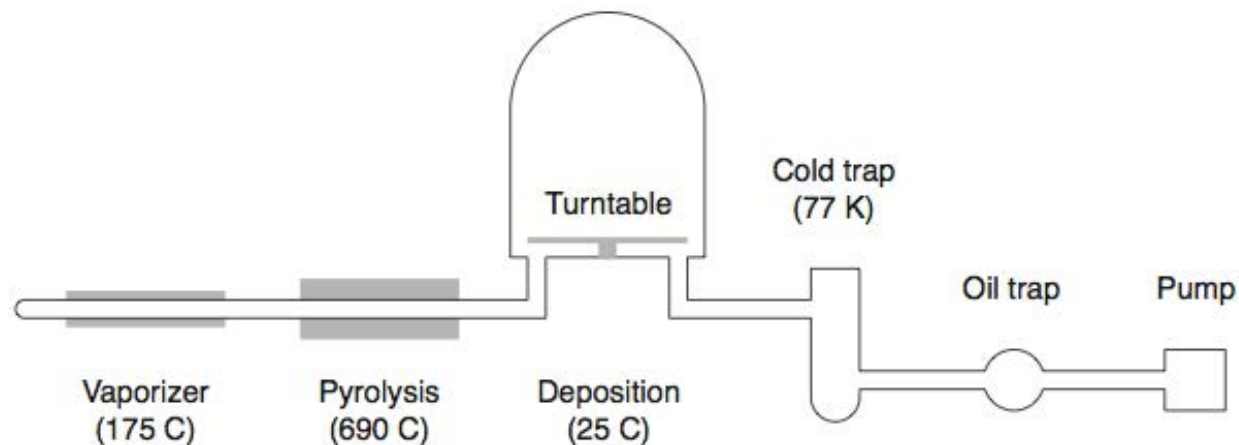 Turntable
Cold trap
(77 K)
Oil trap
Pump
Vaporizer
(175 C)
Pyrolysis
(690 C)
Deposition
(25 C)